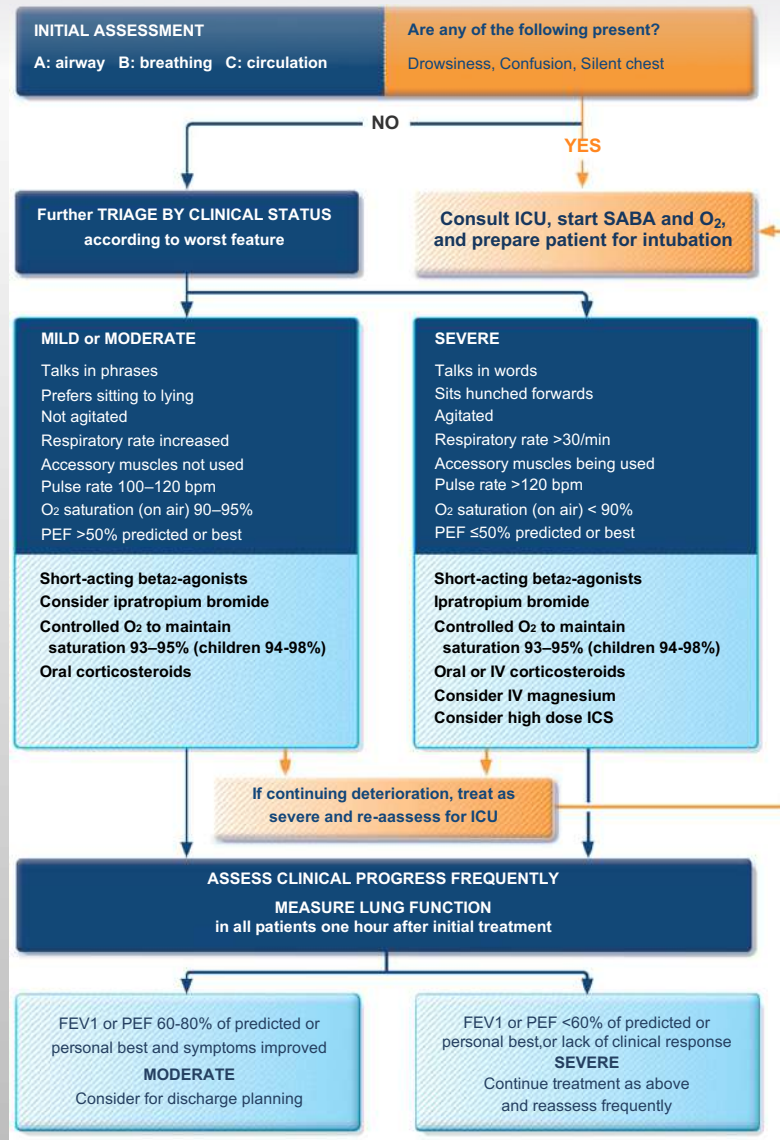 INITIAL ASSESSMENT
A: airway B: breathing C: circulation
Are any of the following present?
Drowsiness, Confusion, Silent chest
NO
YES
Further TRIAGE BY CLINICAL STATUS
according to worst feature
Consult ICU, start SABA and O₂,
and prepare patient for intubation
MILD or MODERATE
Talks in phrases
Prefers sitting to lying
Not agitated
Respiratory rate increased
Accessory muscles not used
Pulse rate 100–120 bpm
O₂ saturation (on air) 90–95%
PEF >50% predicted or best
SEVERE
Talks in words
Sits hunched forwards
Agitated
Respiratory rate >30/min
Accessory muscles being used
Pulse rate >120 bpm
O₂ saturation (on air) < 90%
PEF ≤50% predicted or best
Short-acting beta₂-agonists
Consider ipratropium bromide
Controlled O₂ to maintain
saturation 93–95% (children 94-98%)
Oral corticosteroids
Short-acting beta₂-agonists
Ipratropium bromide
Controlled O₂ to maintain
saturation 93–95% (children 94-98%)
Oral or IV corticosteroids
Consider IV magnesium
Consider high dose ICS
If continuing deterioration, treat as
severe and re-aassess for ICU
ASSESS CLINICAL PROGRESS FREQUENTLY
MEASURE LUNG FUNCTION
in all patients one hour after initial treatment
FEV1 or PEF 60-80% of predicted or
personal best and symptoms improved
MODERATE
Consider for discharge planning
FEV1 or PEF <60% of predicted or
personal best,or lack of clinical response
SEVERE
Continue treatment as above
and reassess frequently